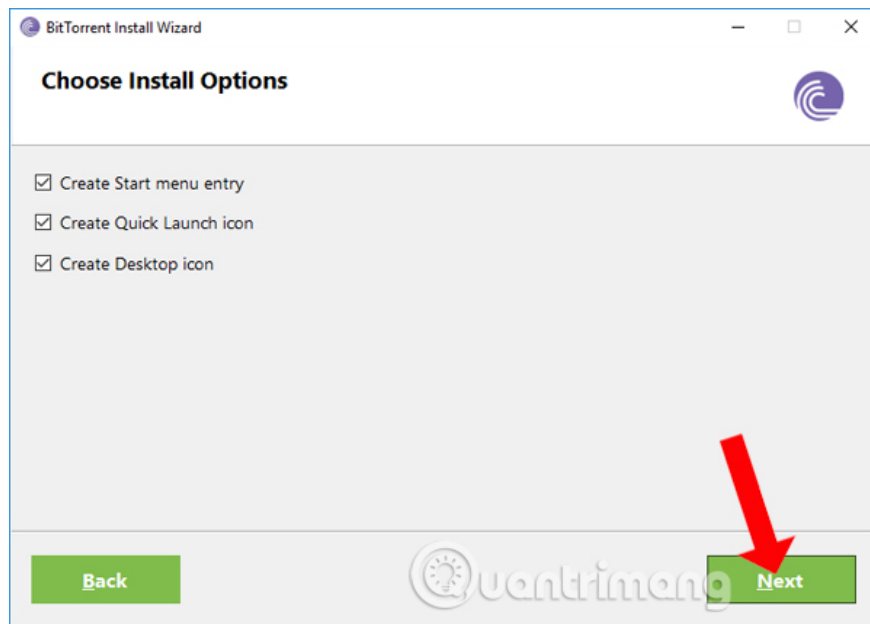 BitTorrent Install Wizard
Choose Install Options
Create Start menu entry
Create Quick Launch icon
Create Desktop icon
Back
Quantrimang
Next